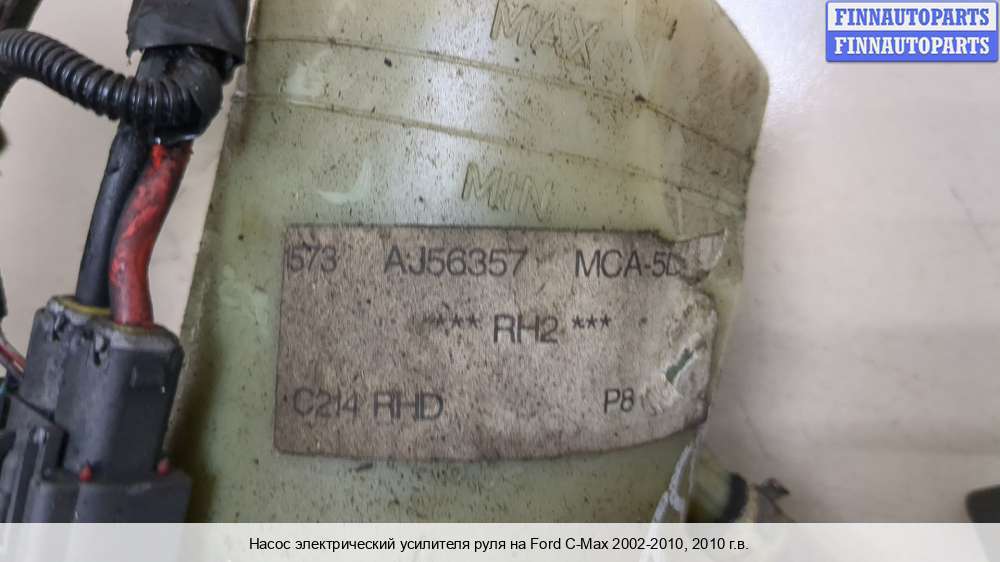 FINNAUTOPARTS
FINNAUTOPARTS
MAX
MIN
573 AJ56357 MCA-5D
**** RH2 ***
C214 RHD P8
Насос электрический усилителя руля на Ford C-Max 2002-2010, 2010 г.в.